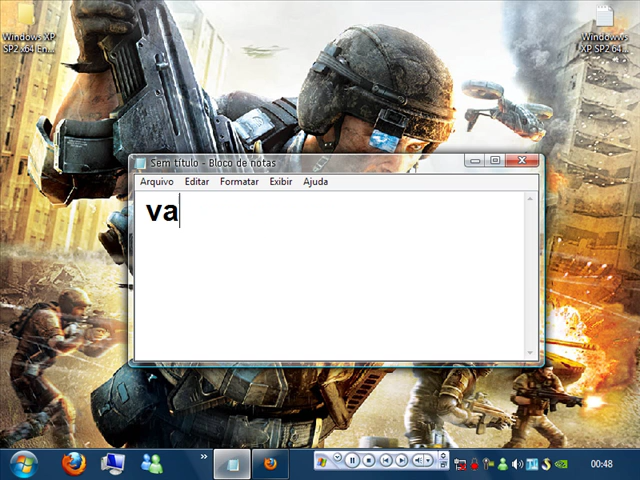 Windows XP
SP2 x64 En...
Windowws
XP SP2 64...
Sem título - Bloco de notas
Arquivo Editar Formatar Exibir Ajuda
va
00:48